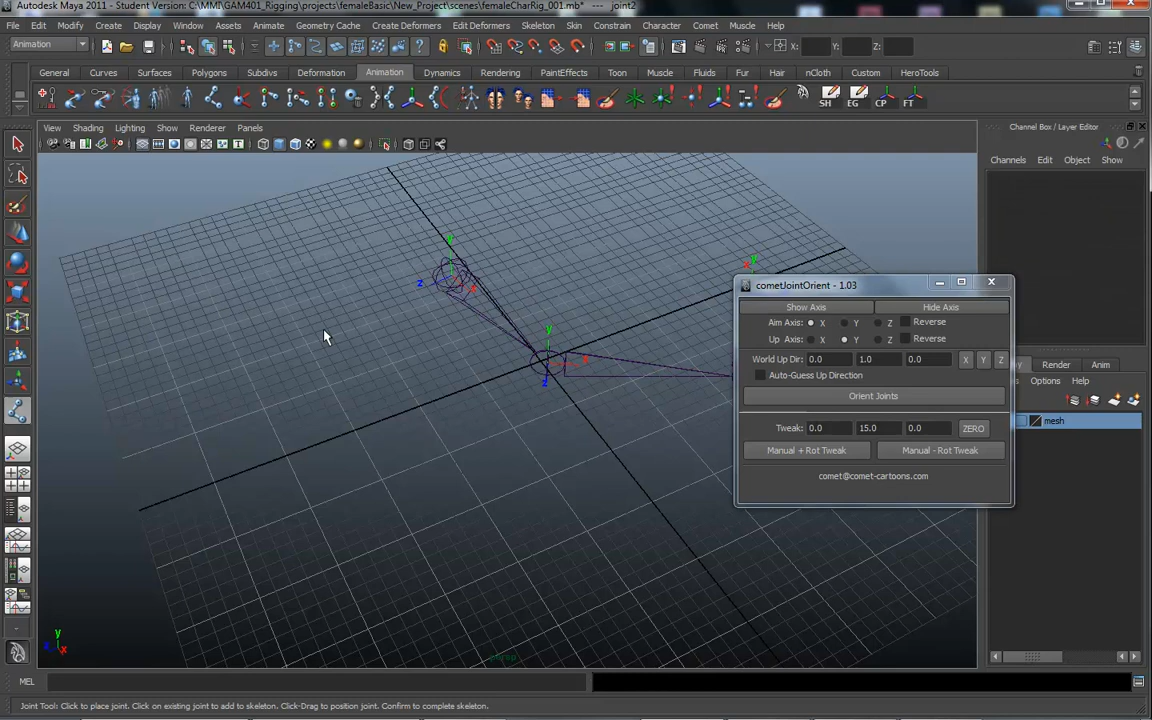 Autodesk Maya 2011 - Student Version: C:\MMI\GAM401_Rigging\projects\femaleBasic\New_Project\scenes\femaleCharRig_001.mb* --- joint2
File Edit Modify Create Display Window Assets Animate Geometry Cache Create Deformers Edit Deformers Skeleton Skin Constrain Character Comet Muscle Help
Animation X: Y: Z:
General Curves Surfaces Polygons Subdivs Deformation Animation Dynamics Rendering PaintEffects Toon Muscle Fluids Fur Hair nCloth Custom HeroTools
SH EG CP FT
View Shading Lighting Show Renderer Panels
Channel Box / Layer Editor
Channels Edit Object Show
y z x
y x z
x y
cometJointOrient - 1.03
Show Axis Hide Axis
Aim Axis: X Y Z Reverse
Up Axis: X Y Z Reverse
World Up Dir: 0.0 1.0 0.0 X Y Z
Auto-Guess Up Direction
Orient Joints
Tweak: 0.0 15.0 0.0 ZERO
Manual + Rot Tweak Manual - Rot Tweak
comet@comet-cartoons.com
Render Anim
Options Help
mesh
y x
persp
MEL
Joint Tool: Click to place joint. Click on existing joint to add to skeleton. Click-Drag to position joint. Confirm to complete skeleton.